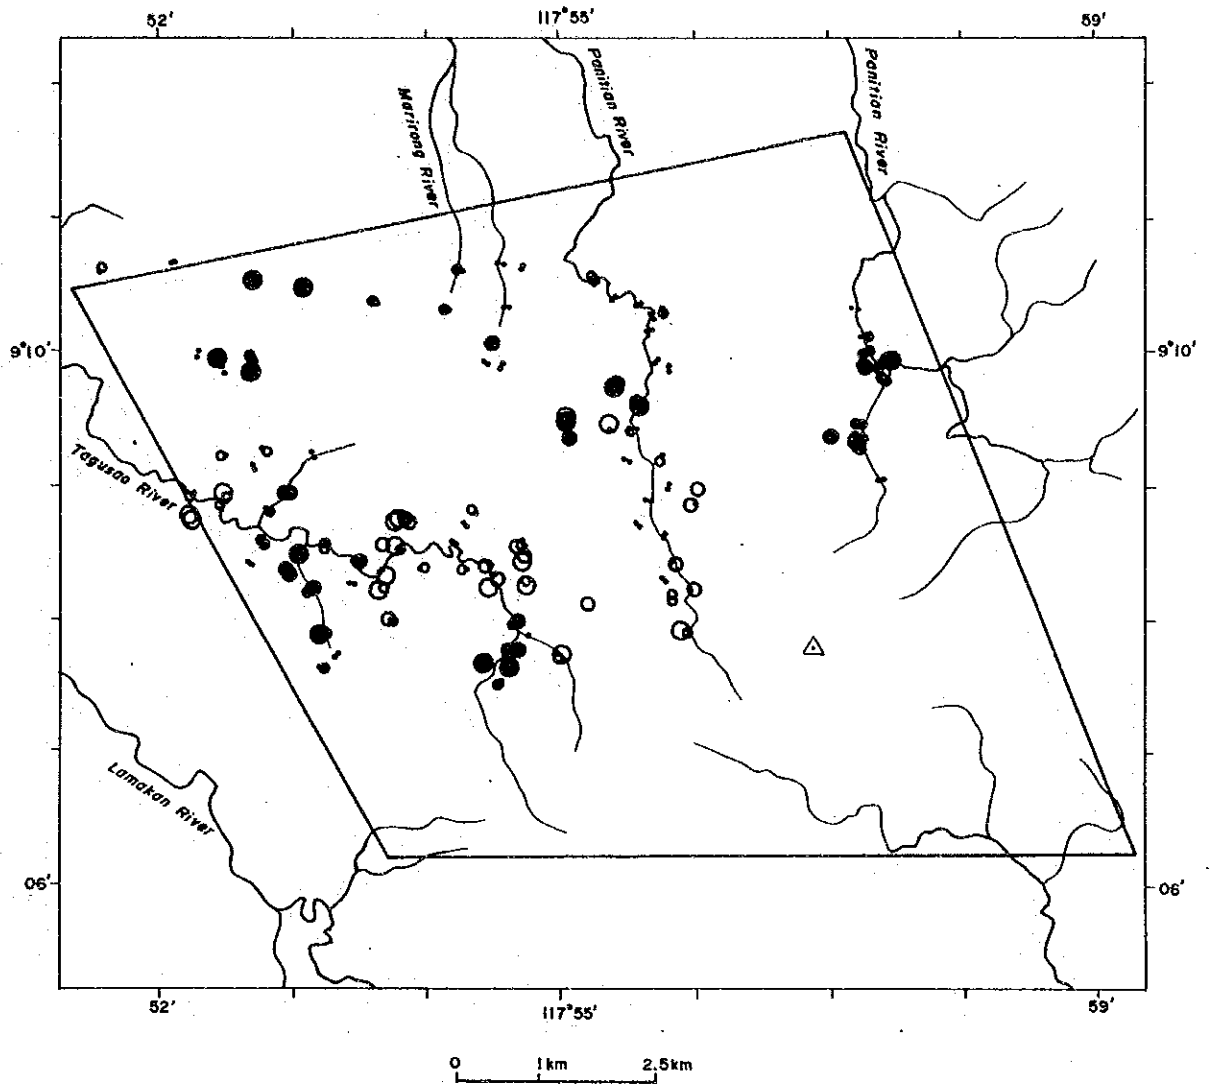 52' 117°55' 59'
Marirong River
Panitian River
Panitian River
9°10' 9°10'
Tagusao River
Lamakan River
06' 06'
52' 117°55' 59'
0 1km 2.5km